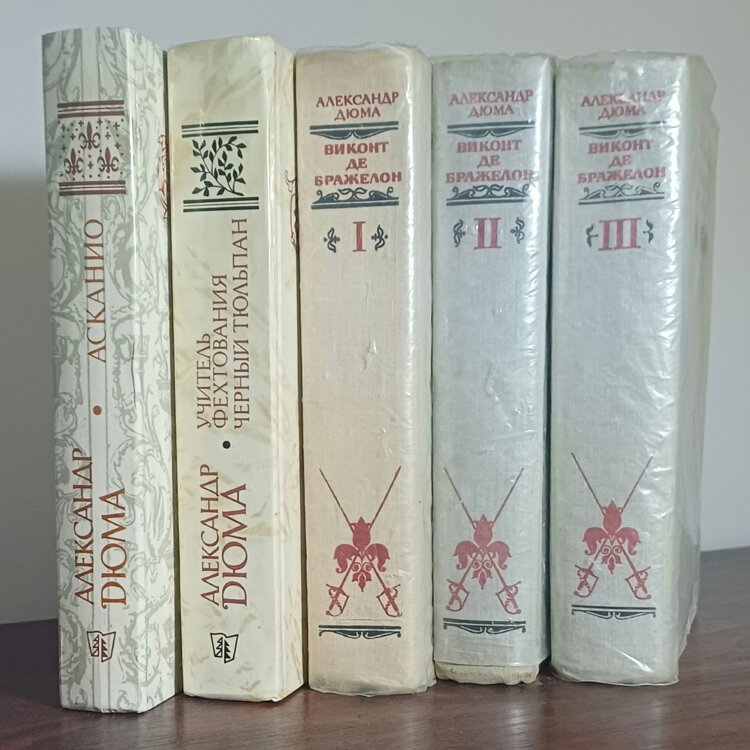 АЛЕКСАНДР
ДЮМА
•
АСКАНИО
АЛЕКСАНДР
ДЮМА
•
УЧИТЕЛЬ
ФЕХТОВАНИЯ
ЧЕРНЫЙ ТЮЛЬПАН
АЛЕКСАНДР
ДЮМА
ВИКОНТ
ДЕ
БРАЖЕЛОН
I
АЛЕКСАНДР
ДЮМА
ВИКОНТ
ДЕ
БРАЖЕЛОН
II
АЛЕКСАНДР
ДЮМА
ВИКОНТ
ДЕ
БРАЖЕЛОН
III